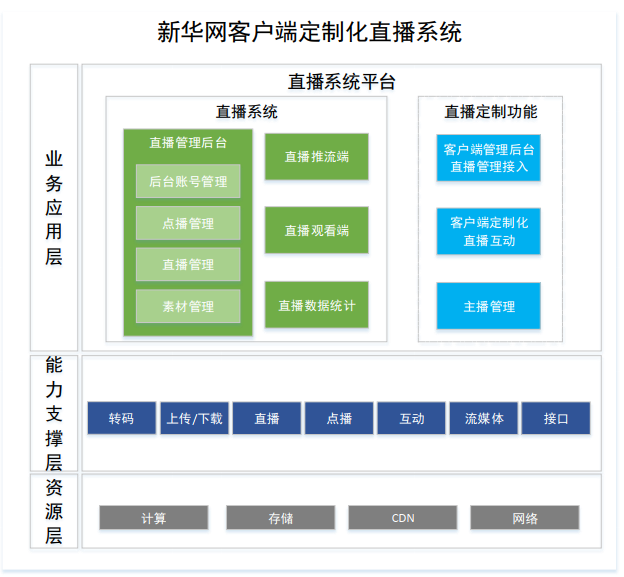 新华网客户端定制化直播系统
业务应用层
直播系统平台
直播系统
直播管理后台
后台账号管理
点播管理
直播管理
素材管理
直播推流端
直播观看端
直播数据统计
直播定制功能
客户端管理后台
直播管理接入
客户端定制化
直播互动
主播管理
能力支撑层
转码
上传/下载
直播
点播
互动
流媒体
接口
资源层
计算
存储
CDN
网络